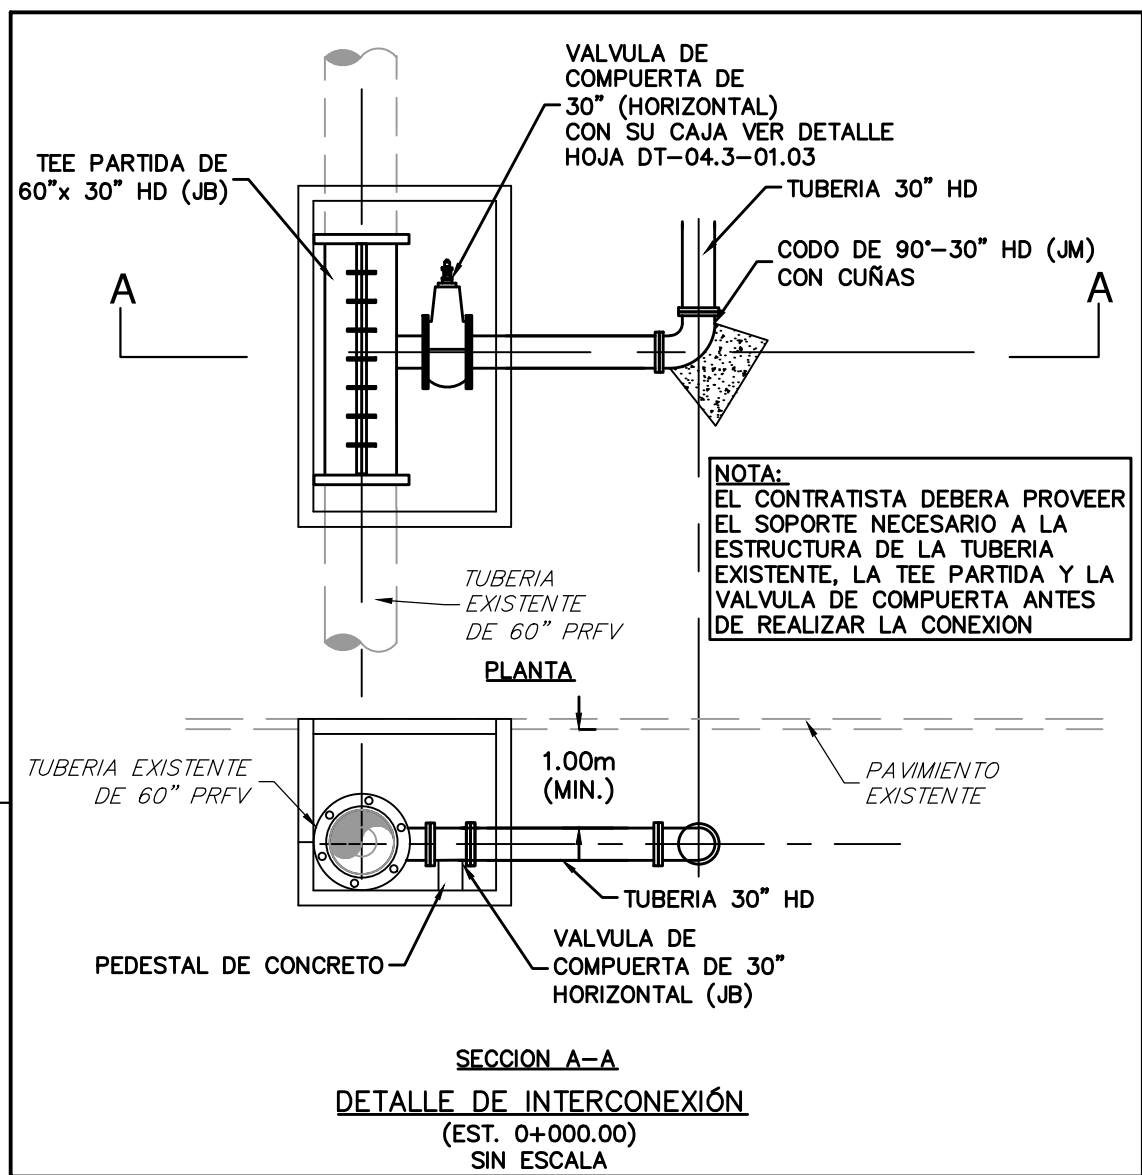 VALVULA DE
COMPUERTA DE
30" (HORIZONTAL)
CON SU CAJA VER DETALLE
HOJA DT-04.3-01.03
TEE PARTIDA DE
60"x 30" HD (JB)
TUBERIA 30" HD
CODO DE 90°-30" HD (JM)
CON CUÑAS
A
A
NOTA:
EL CONTRATISTA DEBERA PROVEER
EL SOPORTE NECESARIO A LA
ESTRUCTURA DE LA TUBERIA
EXISTENTE, LA TEE PARTIDA Y LA
VALVULA DE COMPUERTA ANTES
DE REALIZAR LA CONEXION
TUBERIA
EXISTENTE
DE 60" PRFV
PLANTA
TUBERIA EXISTENTE
DE 60" PRFV
1.00m
(MIN.)
PAVIMIENTO
EXISTENTE
TUBERIA 30" HD
PEDESTAL DE CONCRETO
VALVULA DE
COMPUERTA DE 30"
HORIZONTAL (JB)
SECCION A-A
DETALLE DE INTERCONEXIÓN
(EST. 0+000.00)
SIN ESCALA